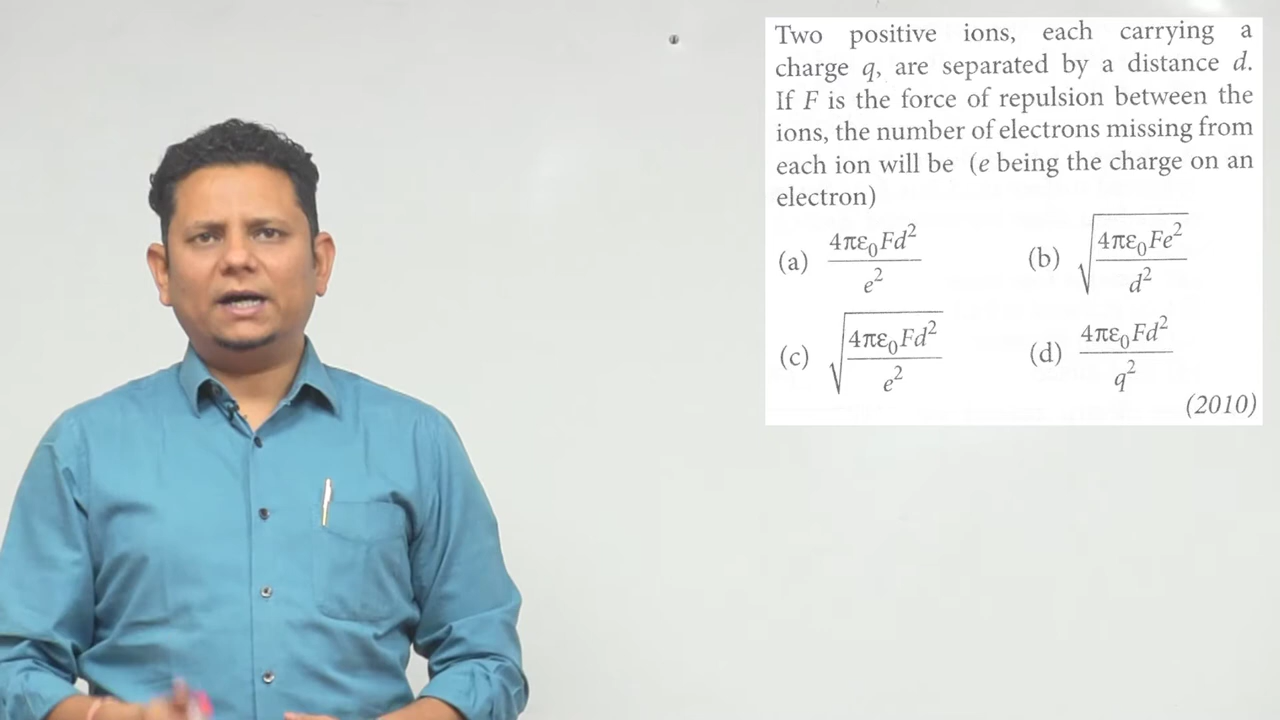 Two positive ions, each carrying a
charge q, are separated by a distance d.
If F is the force of repulsion between the
ions, the number of electrons missing from
each ion will be (e being the charge on an
electron)
(a) 4πε₀Fd²/e² (b) √(4πε₀Fe²/d²)
(c) √(4πε₀Fd²/e²) (d) 4πε₀Fd²/q²
(2010)